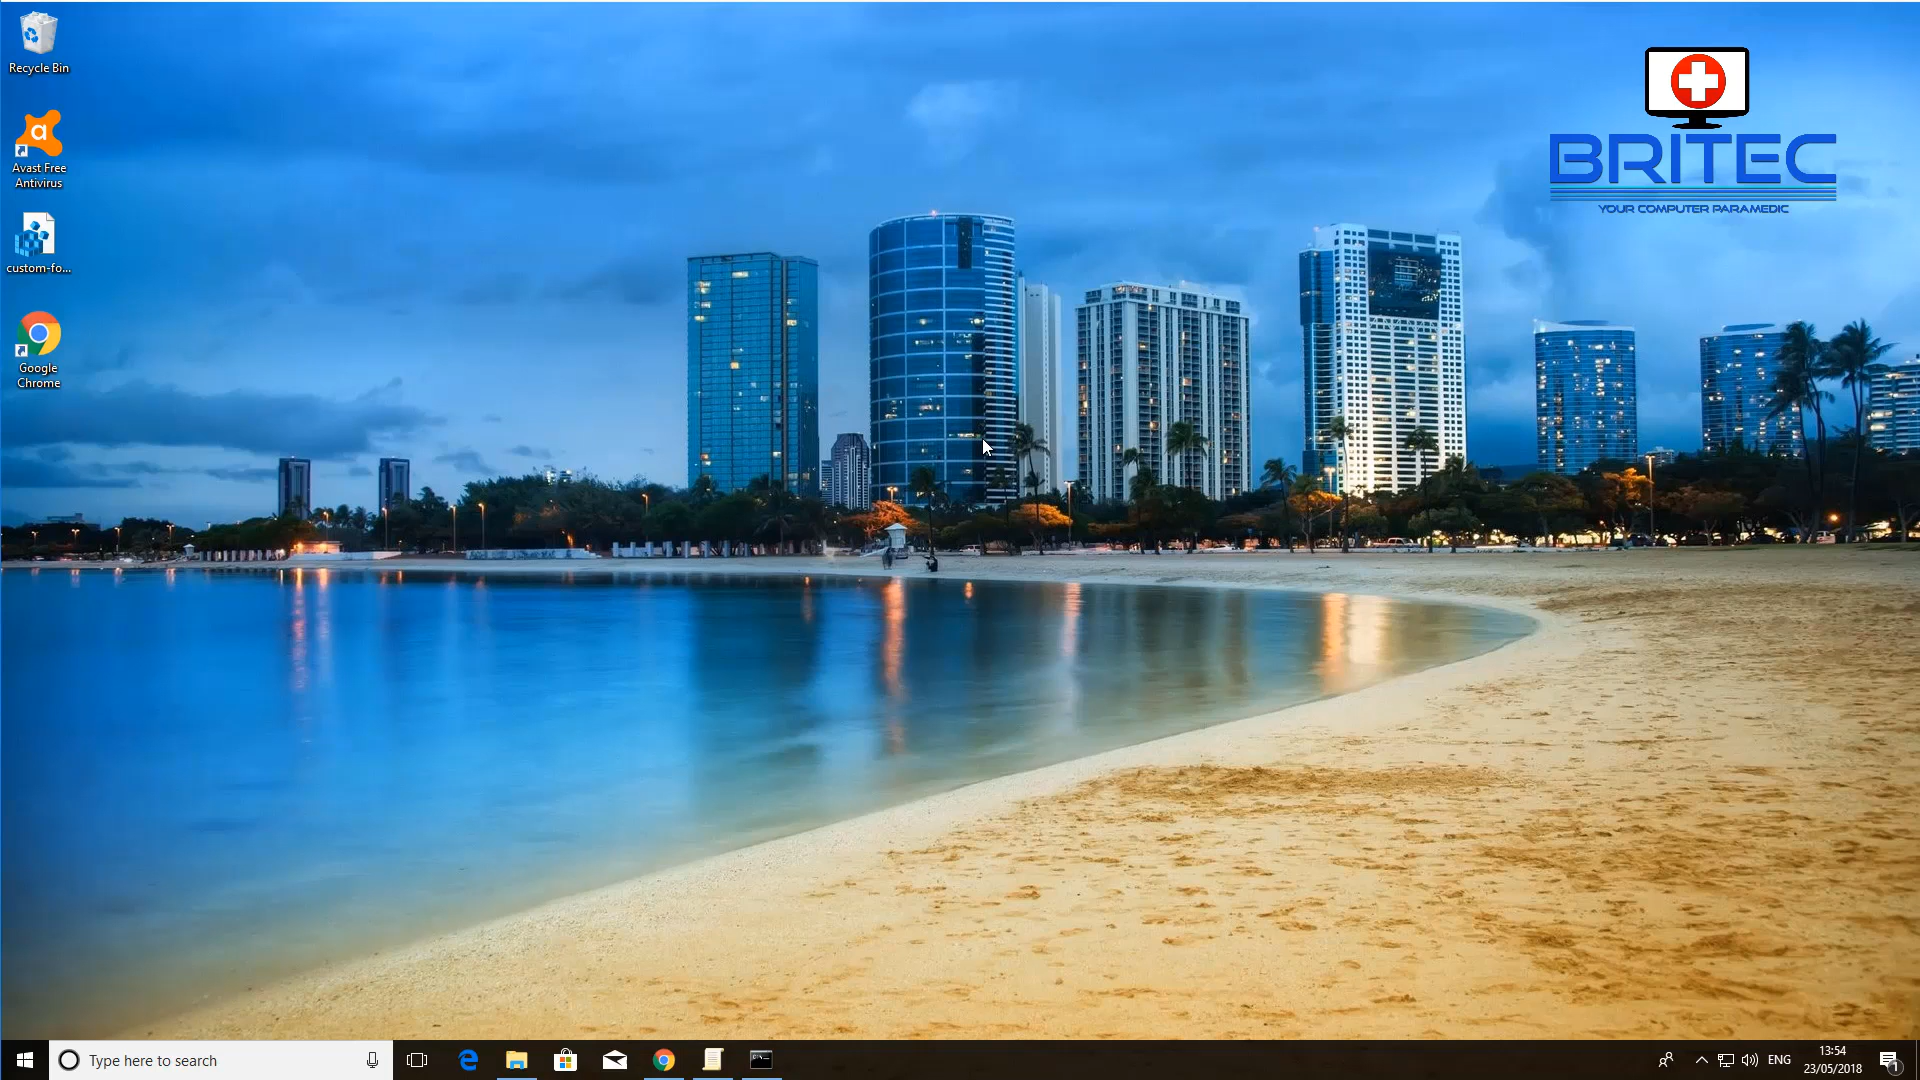 Recycle Bin
Avast Free
Antivirus
custom-fo...
Google
Chrome
BRITEC
YOUR COMPUTER PARAMEDIC
Type here to search
ENG
13:54
23/05/2018
1